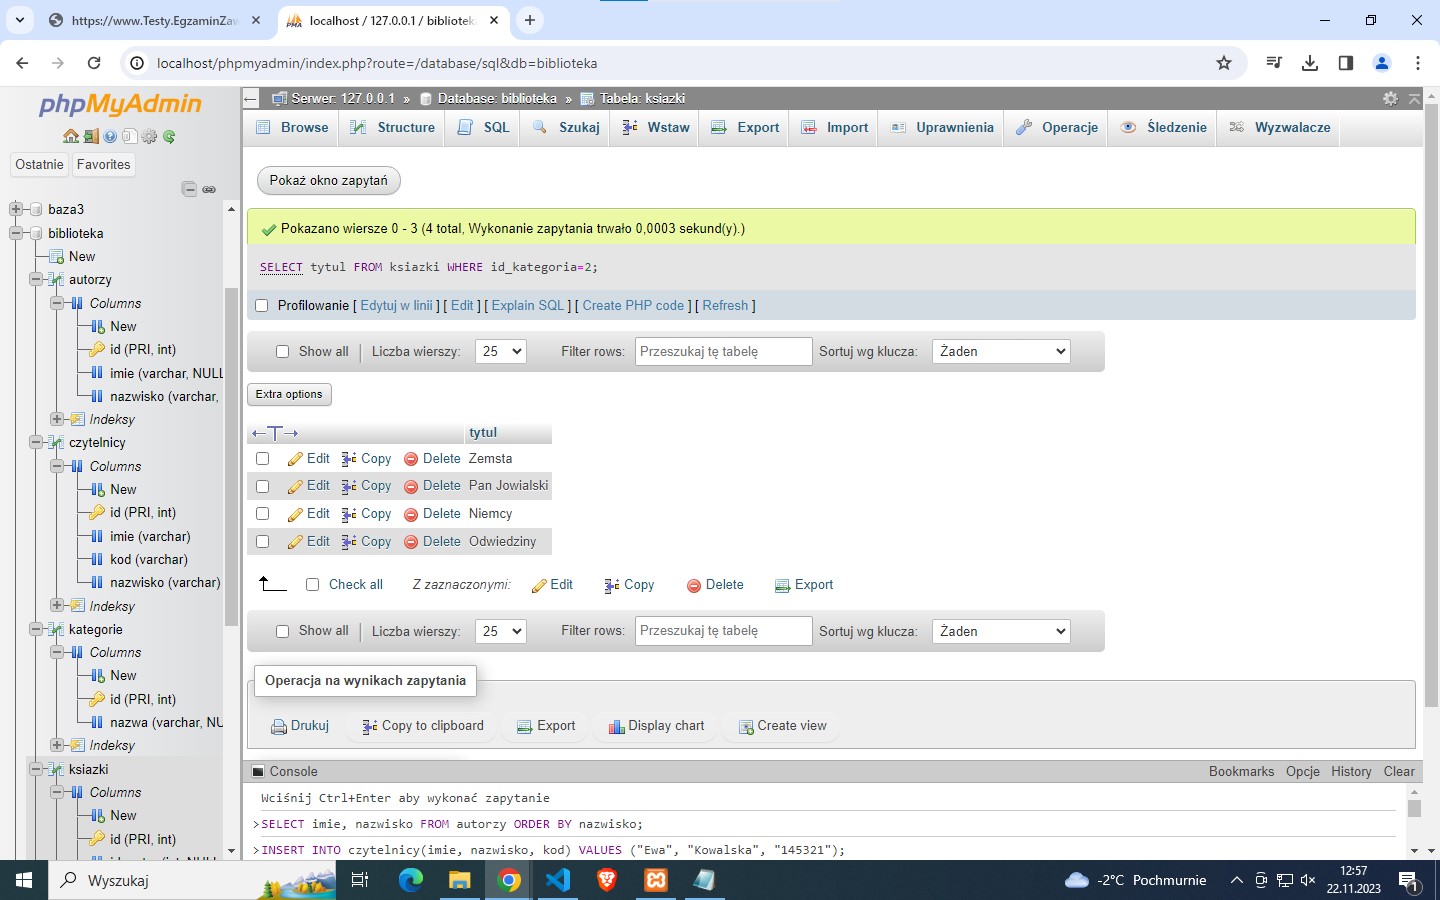 https://www.Testy.EgzaminZaw
localhost / 127.0.0.1 / biblioteka
localhost/phpmyadmin/index.php?route=/database/sql&db=biblioteka
phpMyAdmin
Ostatnie Favorites
baza3
biblioteka
New
autorzy
Columns
New
id (PRI, int)
imie (varchar, NULL
nazwisko (varchar,
Indeksy
czytelnicy
Columns
New
id (PRI, int)
imie (varchar)
kod (varchar)
nazwisko (varchar)
Indeksy
kategorie
Columns
New
id (PRI, int)
nazwa (varchar, NU
Indeksy
ksiazki
Columns
New
id (PRI, int)
Serwer: 127.0.0.1 » Database: biblioteka » Tabela: ksiazki
Browse Structure SQL Szukaj Wstaw Export Import Uprawnienia Operacje Śledzenie Wyzwalacze
Pokaż okno zapytań
Pokazano wiersze 0 - 3 (4 total, Wykonanie zapytania trwało 0,0003 sekund(y).)
SELECT tytul FROM ksiazki WHERE id_kategoria=2;
Profilowanie [ Edytuj w linii ] [ Edit ] [ Explain SQL ] [ Create PHP code ] [ Refresh ]
Show all Liczba wierszy: 25 Filter rows: Przeszukaj tę tabelę Sortuj wg klucza: Żaden
Extra options
←T→ tytul
Edit Copy Delete Zemsta
Edit Copy Delete Pan Jowialski
Edit Copy Delete Niemcy
Edit Copy Delete Odwiedziny
Check all Z zaznaczonymi: Edit Copy Delete Export
Show all Liczba wierszy: 25 Filter rows: Przeszukaj tę tabelę Sortuj wg klucza: Żaden
Operacja na wynikach zapytania
Drukuj Copy to clipboard Export Display chart Create view
Console Bookmarks Opcje History Clear
Wciśnij Ctrl+Enter aby wykonać zapytanie
>SELECT imie, nazwisko FROM autorzy ORDER BY nazwisko;
>INSERT INTO czytelnicy(imie, nazwisko, kod) VALUES ("Ewa", "Kowalska", "145321");
Wyszukaj
-2°C Pochmurnie
12:57
22.11.2023
1